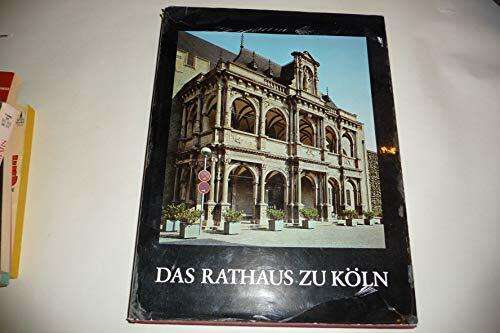 DAS RATHAUS ZU KÖLN